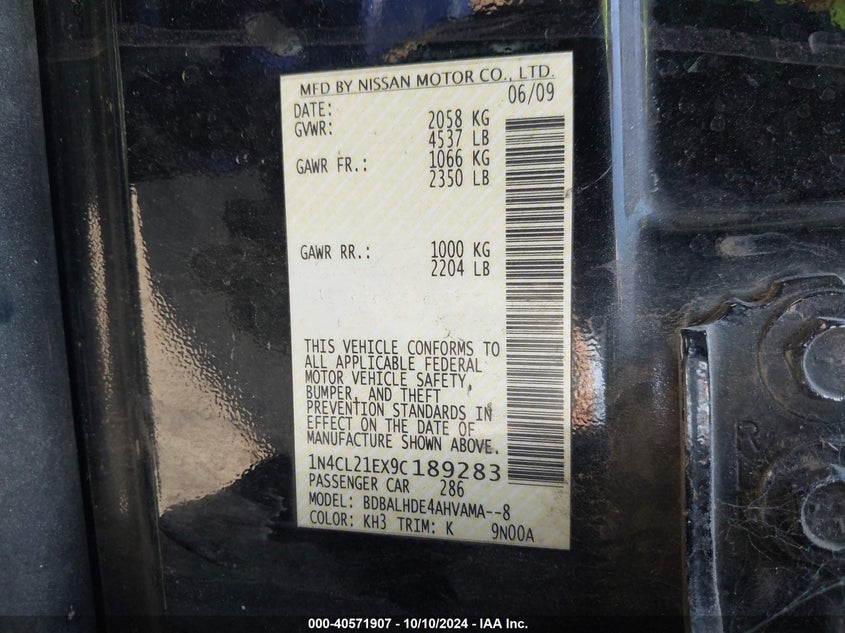 MFD BY NISSAN MOTOR CO., LTD.
DATE: 06/09
GVWR: 2058 KG
4537 LB
GAWR FR.: 1066 KG
2350 LB
GAWR RR.: 1000 KG
2204 LB
THIS VEHICLE CONFORMS TO
ALL APPLICABLE FEDERAL
MOTOR VEHICLE SAFETY,
BUMPER, AND THEFT
PREVENTION STANDARDS IN
EFFECT ON THE DATE OF
MANUFACTURE SHOWN ABOVE.
1N4CL21EX9C189283
PASSENGER CAR 286
MODEL: BDBALHDE4AHVAMA--8
COLOR: KH3 TRIM: K 9N00A
R
000-40571907 - 10/10/2024 - IAA Inc.